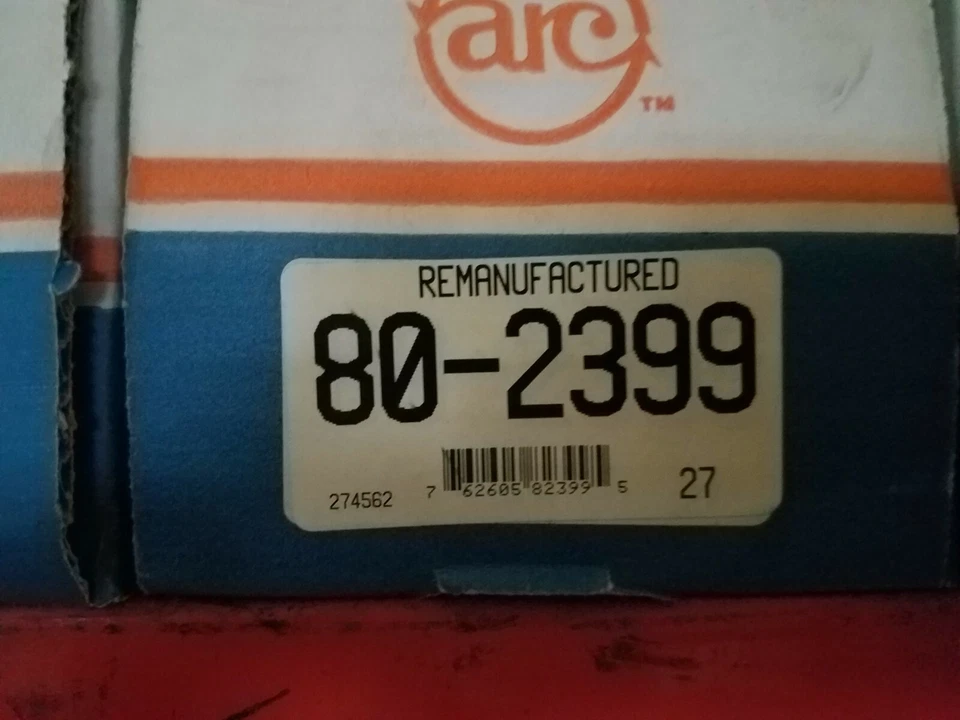 arc
TM
REMANUFACTURED
80-2399
274562
7 62605 82399 5
27